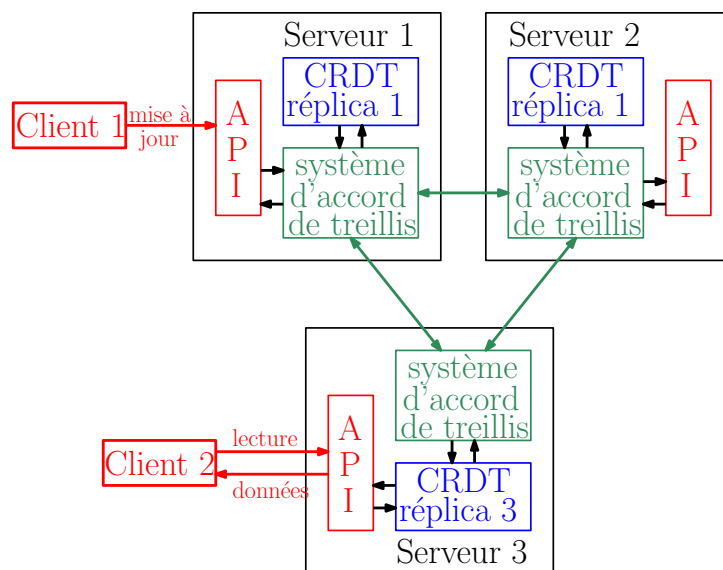 Serveur 1
Serveur 2
CRDT
réplica 1
CRDT
réplica 1
Client 1
mise à
jour
A
P
I
A
P
I
système
d'accord
de treillis
système
d'accord
de treillis
système
d'accord
de treillis
Client 2
lecture
données
A
P
I
CRDT
réplica 3
Serveur 3